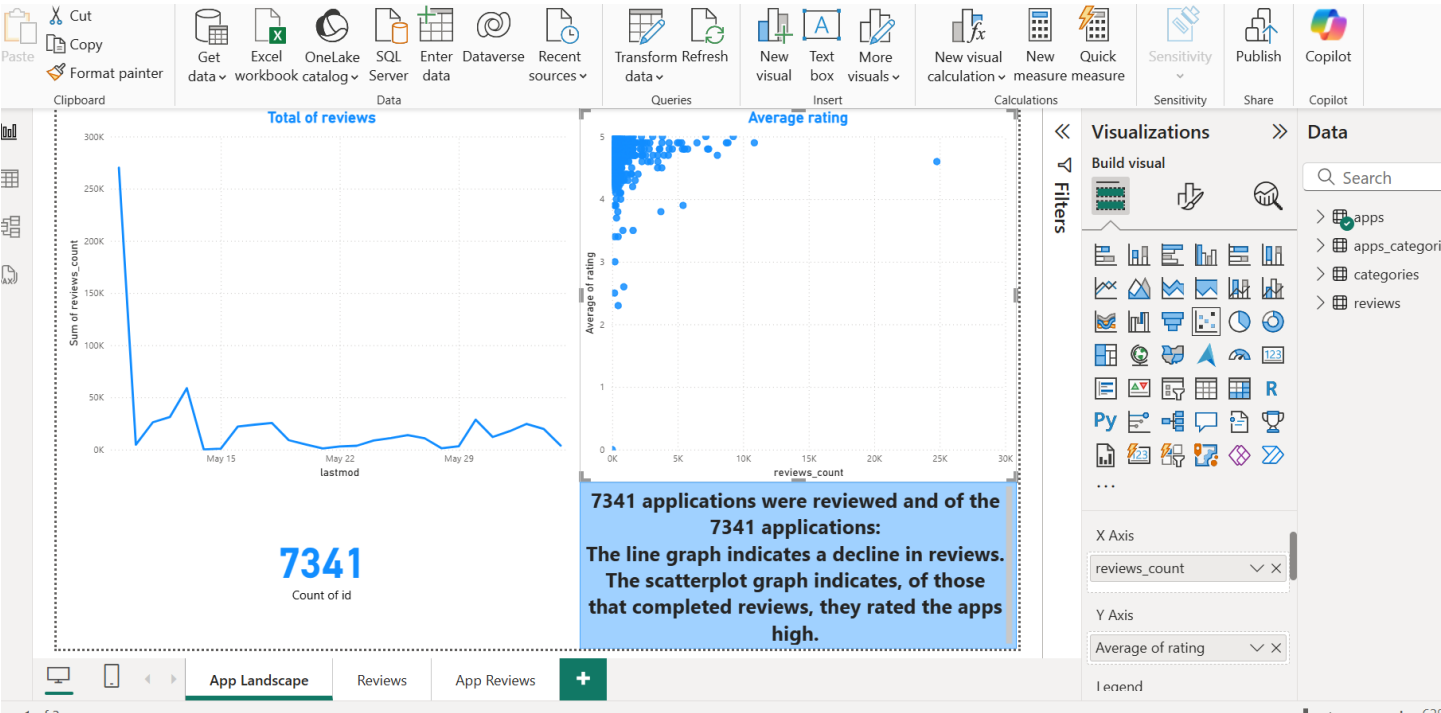 Cut
Copy
Paste
Format painter
Clipboard
Get data
Excel workbook
OneLake catalog
SQL Server
Enter data
Dataverse
Recent sources
Data
Transform data
Refresh
Queries
New visual
Text box
More visuals
Insert
New visual calculation
New measure
Quick measure
Calculations
Sensitivity
Sensitivity
Publish
Share
Copilot
Copilot
Total of reviews
300K
250K
200K
150K
100K
50K
0K
Sum of reviews_count
May 15
May 22
May 29
lastmod
Average rating
5
4
3
2
1
0
Average of rating
0K
5K
10K
15K
20K
25K
30K
reviews_count
7341
Count of id
7341 applications were reviewed and of the
7341 applications:
The line graph indicates a decline in reviews.
The scatterplot graph indicates, of those
that completed reviews, they rated the apps
high.
Filters
Visualizations
Build visual
R
Py
123
123
...
X Axis
reviews_count
Y Axis
Average of rating
Legend
Data
Search
apps
apps_categori
categories
reviews
App Landscape
Reviews
App Reviews
+